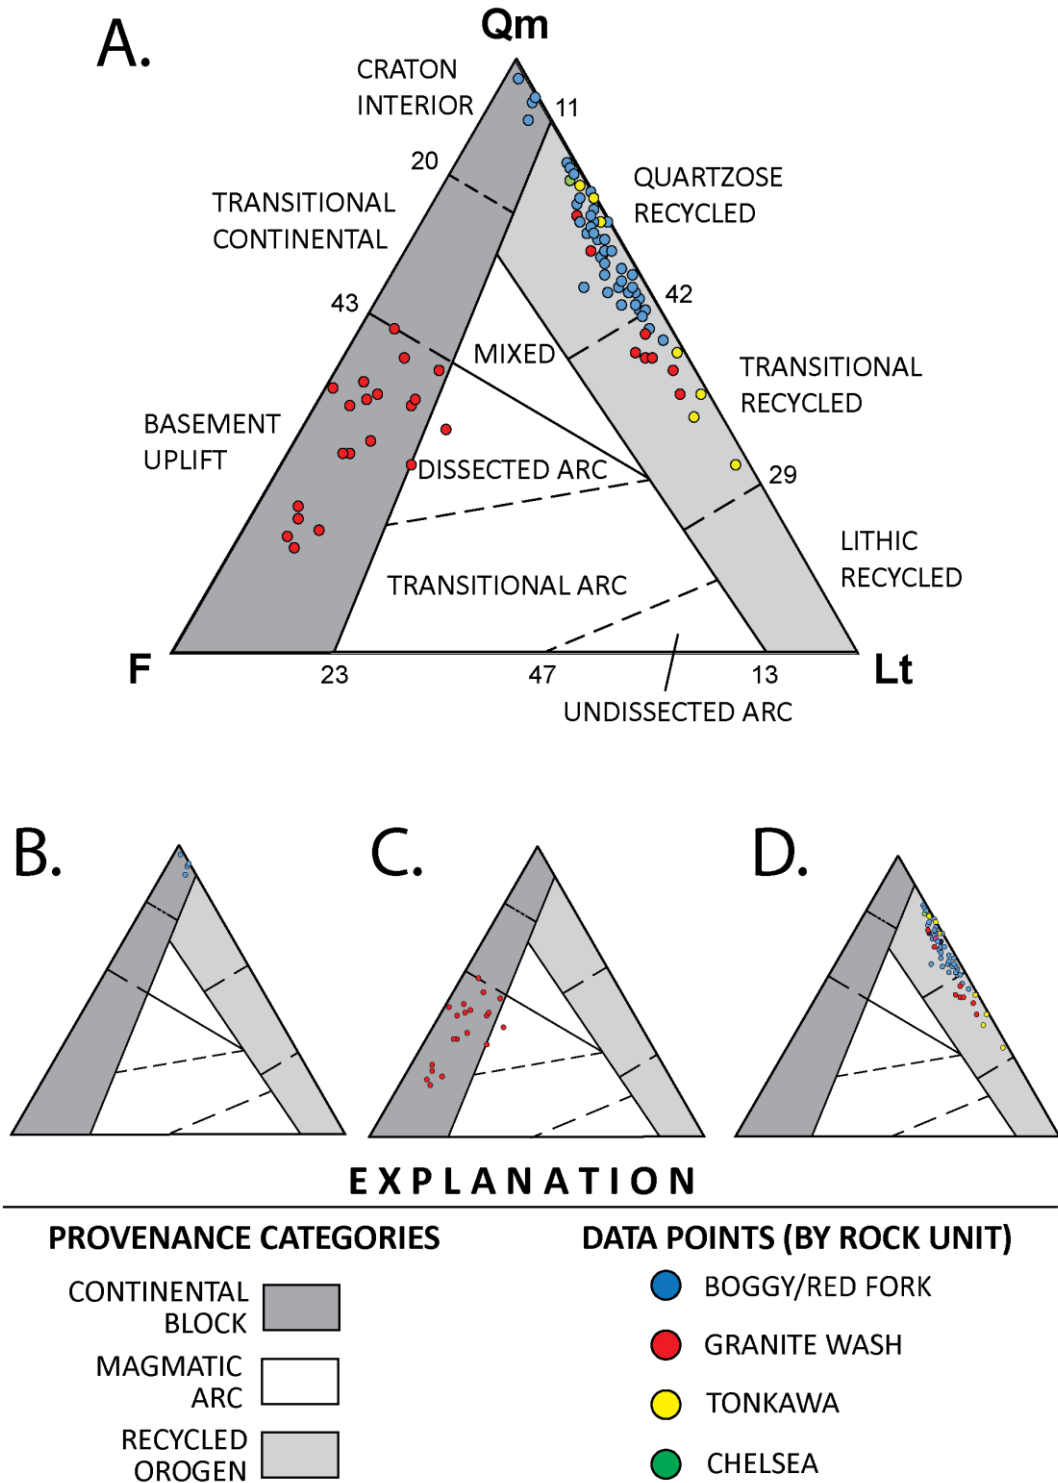 A.
Qm
CRATON
INTERIOR
11
20
QUARTZOSE
RECYCLED
TRANSITIONAL
CONTINENTAL
43
42
MIXED
TRANSITIONAL
RECYCLED
BASEMENT
UPLIFT
DISSECTED ARC
29
LITHIC
RECYCLED
TRANSITIONAL ARC
F
Lt
23
47
13
UNDISSECTED ARC
B.
C.
D.
EXPLANATION
PROVENANCE CATEGORIES
CONTINENTAL
BLOCK
MAGMATIC
ARC
RECYCLED
OROGEN
DATA POINTS (BY ROCK UNIT)
BOGGY/RED FORK
GRANITE WASH
TONKAWA
CHELSEA